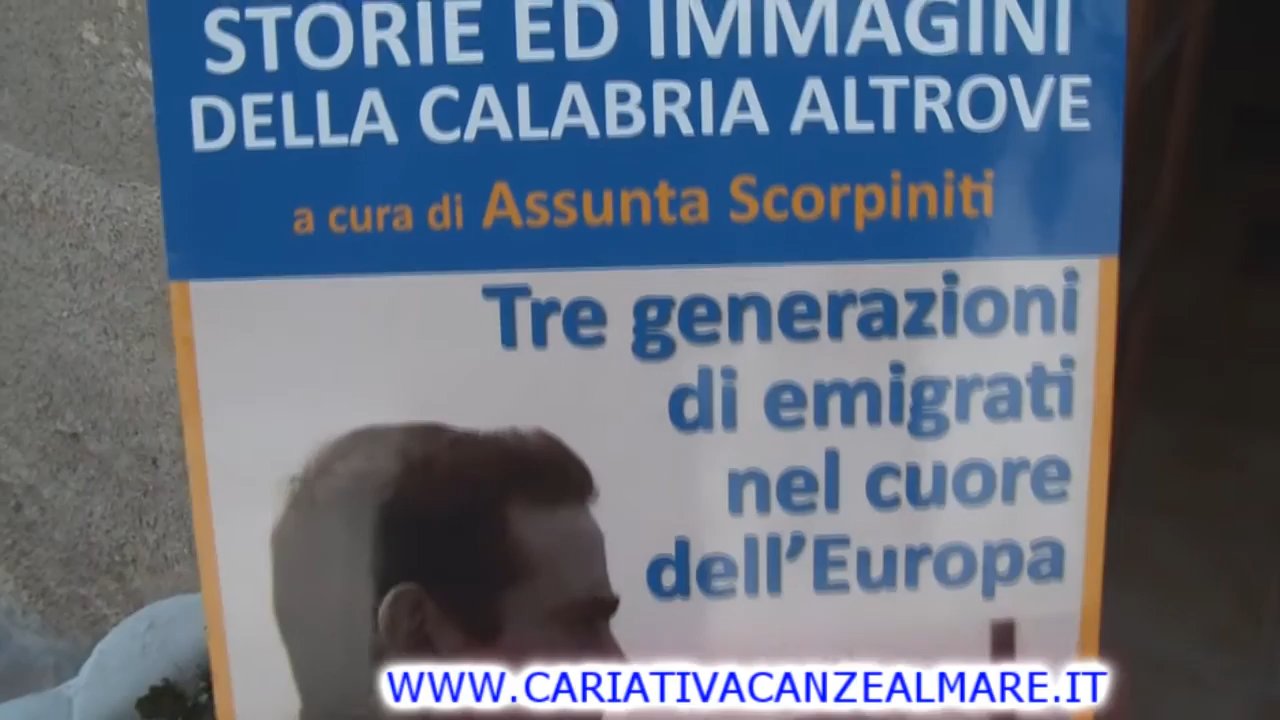 STORIE ED IMMAGINI
DELLA CALABRIA ALTROVE
a cura di Assunta Scorpiniti
Tre generazioni
di emigrati
nel cuore
dell'Europa
WWW.CARIATIVACANZEALMARE.IT